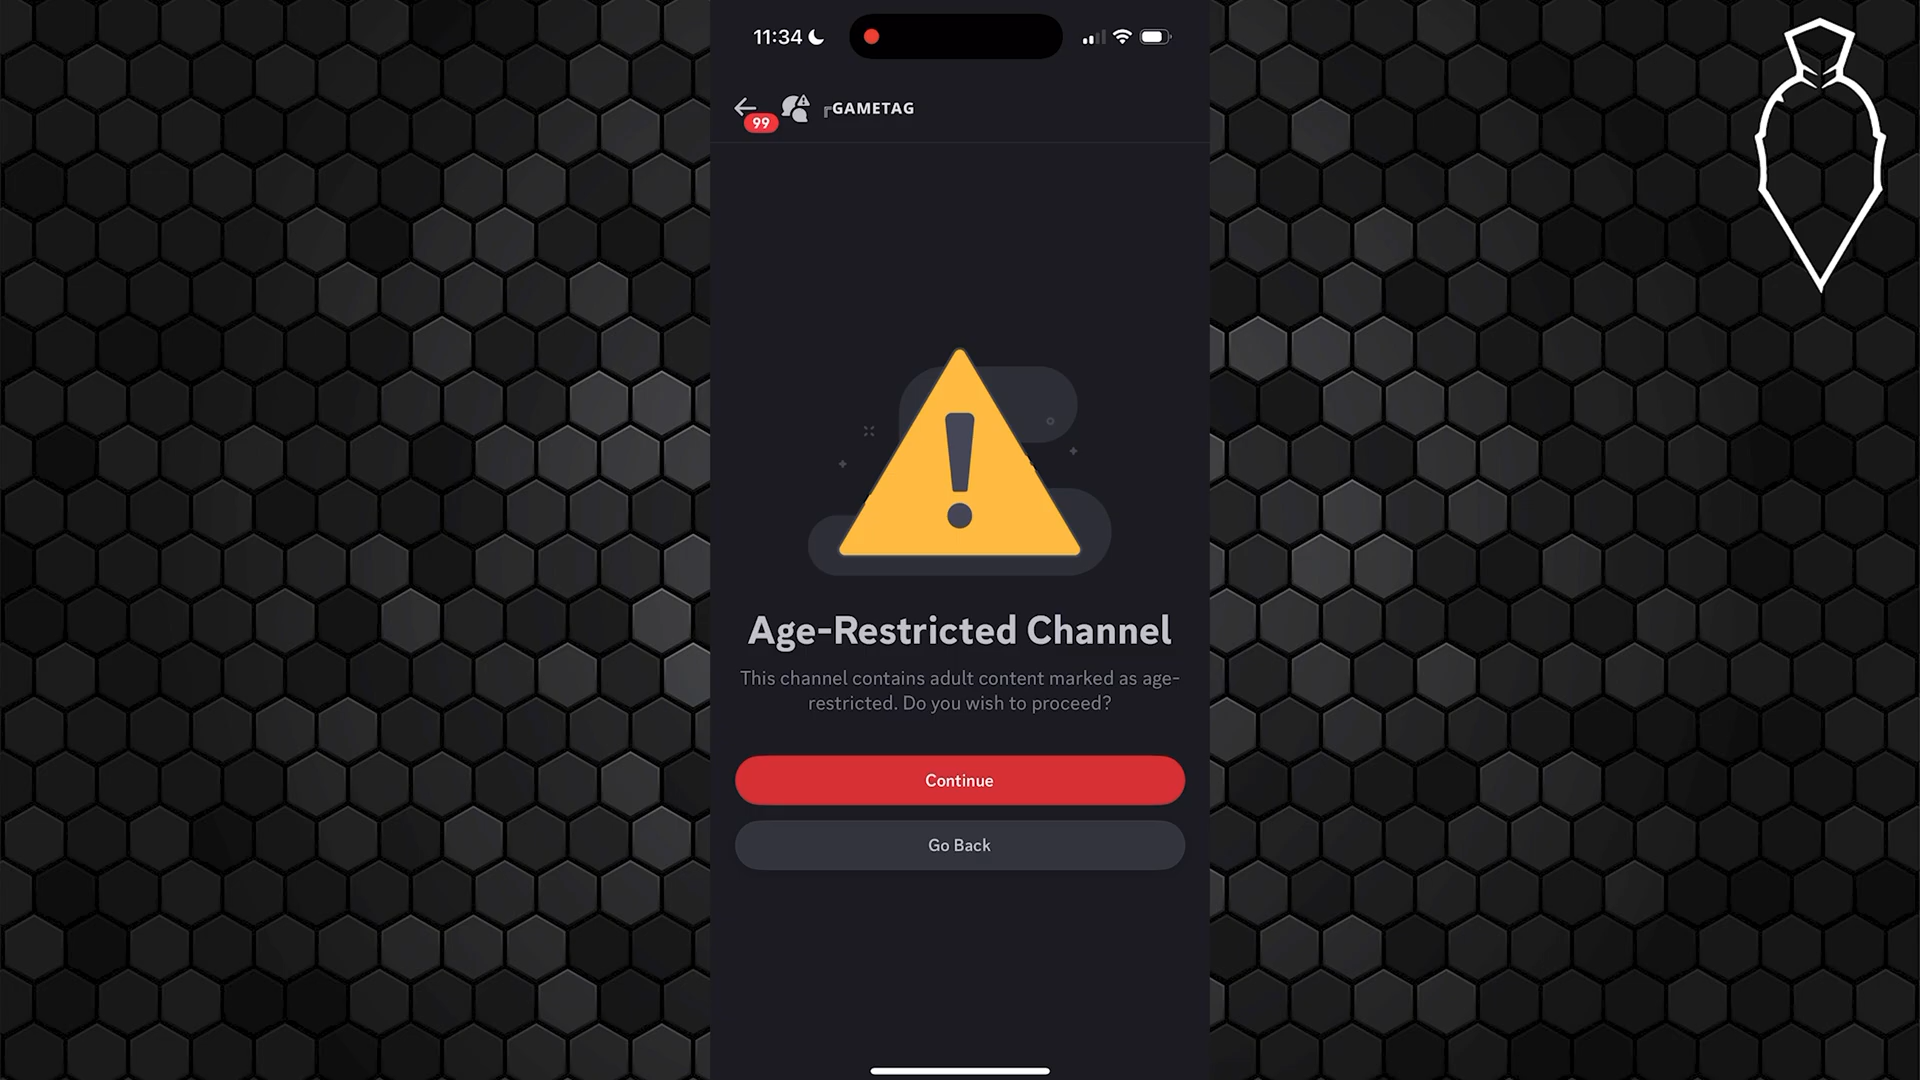 11:34
99
┌GAMETAG
Age-Restricted Channel
This channel contains adult content marked as age-
restricted. Do you wish to proceed?
Continue
Go Back